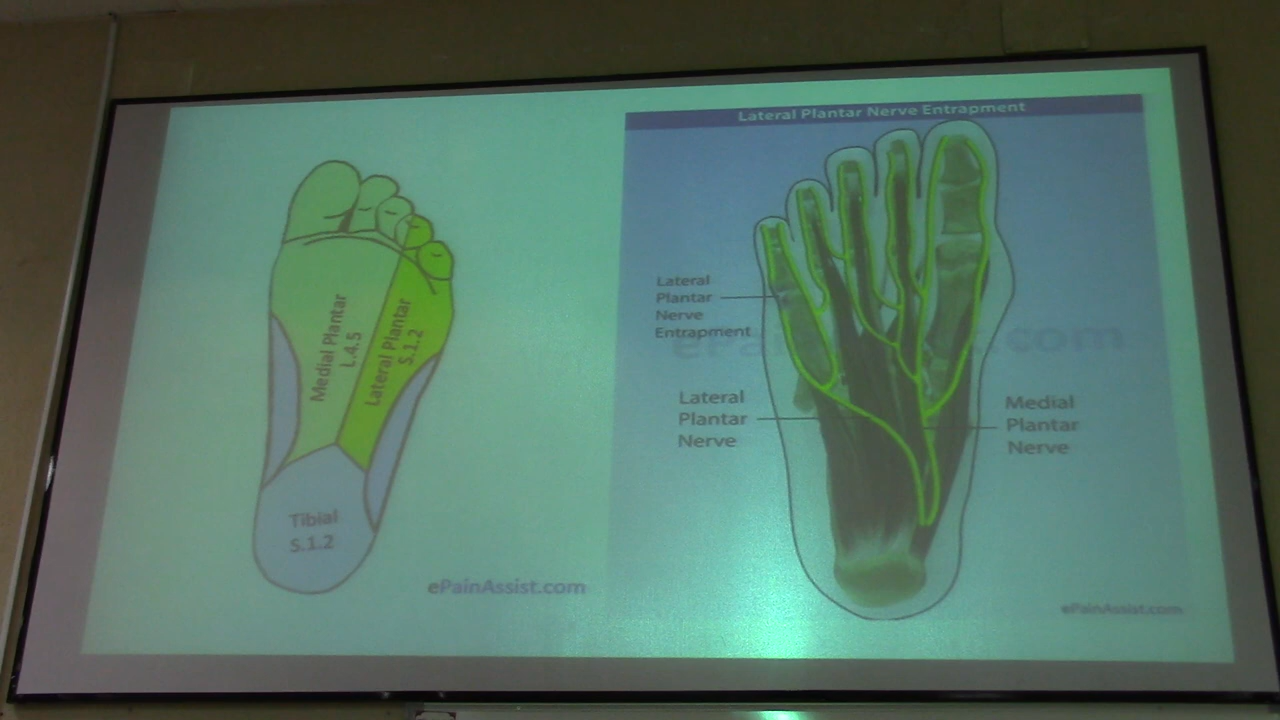 Medial Plantar
L.4.5
Lateral Plantar
S.1.2
Tibial
S.1.2
ePainAssist.com
Lateral Plantar Nerve Entrapment
Lateral
Plantar
Nerve
Entrapment
Lateral
Plantar
Nerve
Medial
Plantar
Nerve
ePainAssist.com